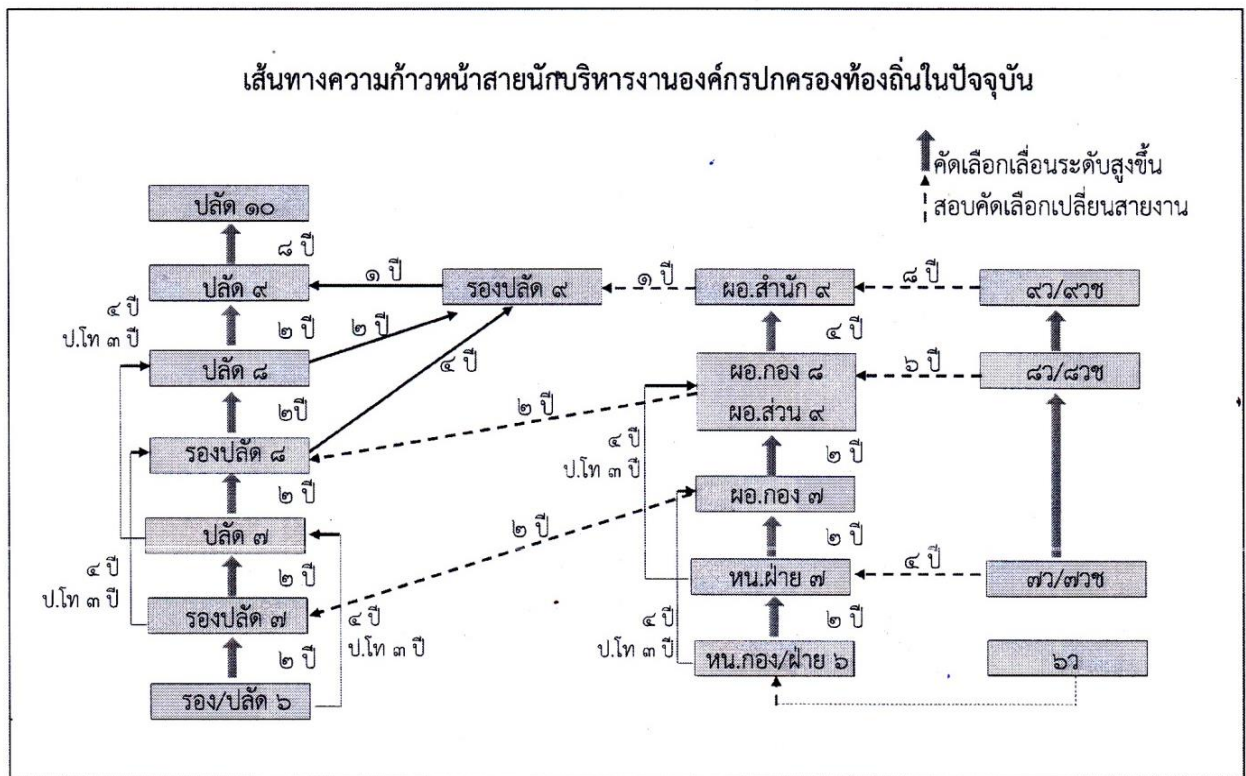 เส้นทางความก้าวหน้าสายนักบริหารงานองค์กรปกครองท้องถิ่นในปัจจุบัน
คัดเลือกเลื่อนระดับสูงขึ้น
สอบคัดเลือกเปลี่ยนสายงาน
ปลัด ๑๐
๘ ปี
ปลัด ๙
๑ ปี
รองปลัด ๙
๑ ปี
ผอ.สำนัก ๙
๘ ปี
๙ว/๙วช
๔ ปี
ป.โท ๓ ปี
๒ ปี
๒ ปี
๔ ปี
๔ ปี
ปลัด ๘
ผอ.กอง ๘
ผอ.ส่วน ๙
๖ ปี
๘ว/๘วช
๒ปี
๒ ปี
รองปลัด ๘
๔ ปี
ป.โท ๓ ปี
๒ ปี
๒ ปี
ผอ.กอง ๗
ปลัด ๗
๒ ปี
๒ ปี
๔ ปี
ป.โท ๓ ปี
๒ ปี
หน.ฝ่าย ๗
๔ ปี
๗ว/๗วช
รองปลัด ๗
๔ ปี
ป.โท ๓ ปี
๒ ปี
๔ ปี
ป.โท ๓ ปี
๒ ปี
หน.กอง/ฝ่าย ๖
๖ว
รอง/ปลัด ๖